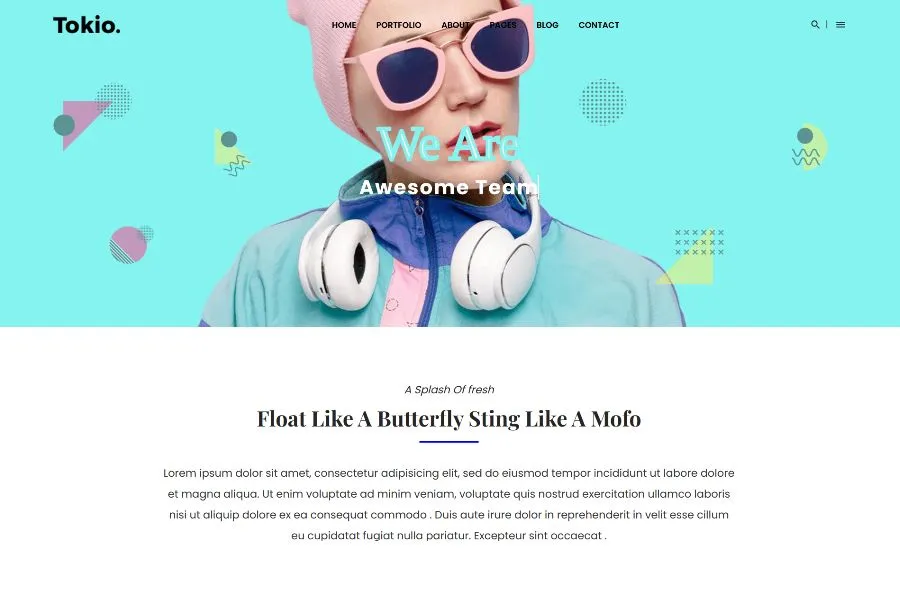 Tokio.
HOME PORTFOLIO ABOUT PAGES BLOG CONTACT
We Are
Awesome Team
A Splash Of fresh
Float Like A Butterfly Sting Like A Mofo
Lorem ipsum dolor sit amet, consectetur adipisicing elit, sed do eiusmod tempor incididunt ut labore dolore
et magna aliqua. Ut enim voluptate ad minim veniam, voluptate quis nostrud exercitation ullamco laboris
nisi ut aliquip dolore ex ea consequat commodo . Duis aute irure dolor in reprehenderit in velit esse cillum
eu cupidatat fugiat nulla pariatur. Excepteur sint occaecat .